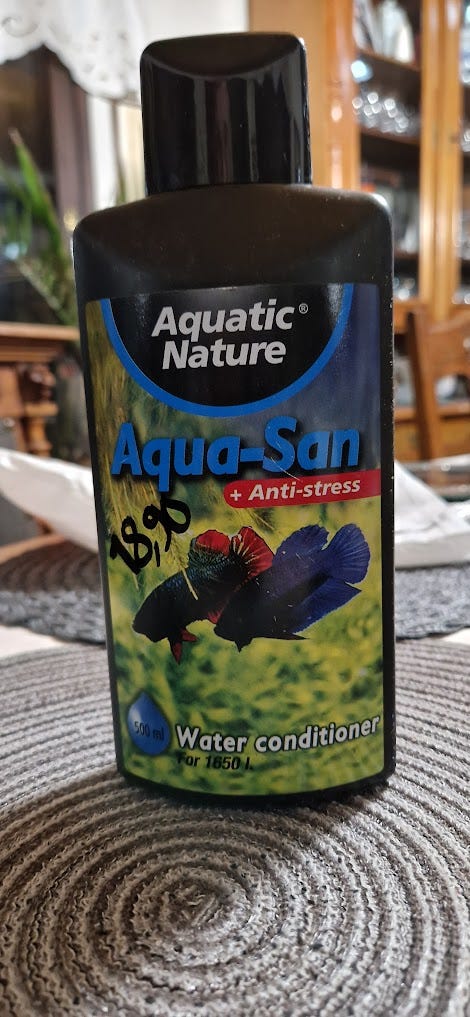 Aquatic®
Nature
Aqua-San
+ Anti-stress
18,90
500 ml
Water conditioner
For 1650 l.